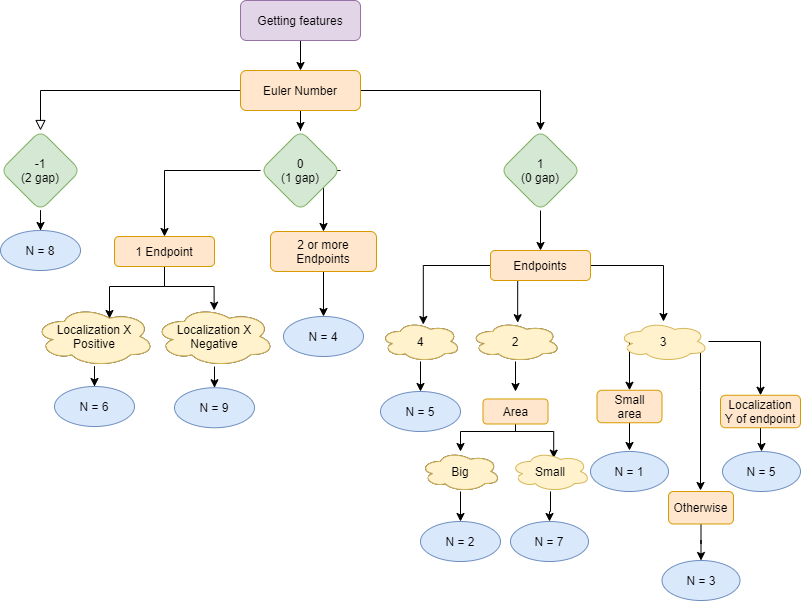 Getting features
Euler Number
-1
(2 gap)
0
(1 gap)
1
(0 gap)
N = 8
1 Endpoint
2 or more
Endpoints
Endpoints
Localization X
Positive
Localization X
Negative
N = 4
4
2
3
N = 6
N = 9
N = 5
Area
Small
area
Localization
Y of endpoint
Big
Small
N = 1
N = 5
Otherwise
N = 2
N = 7
N = 3